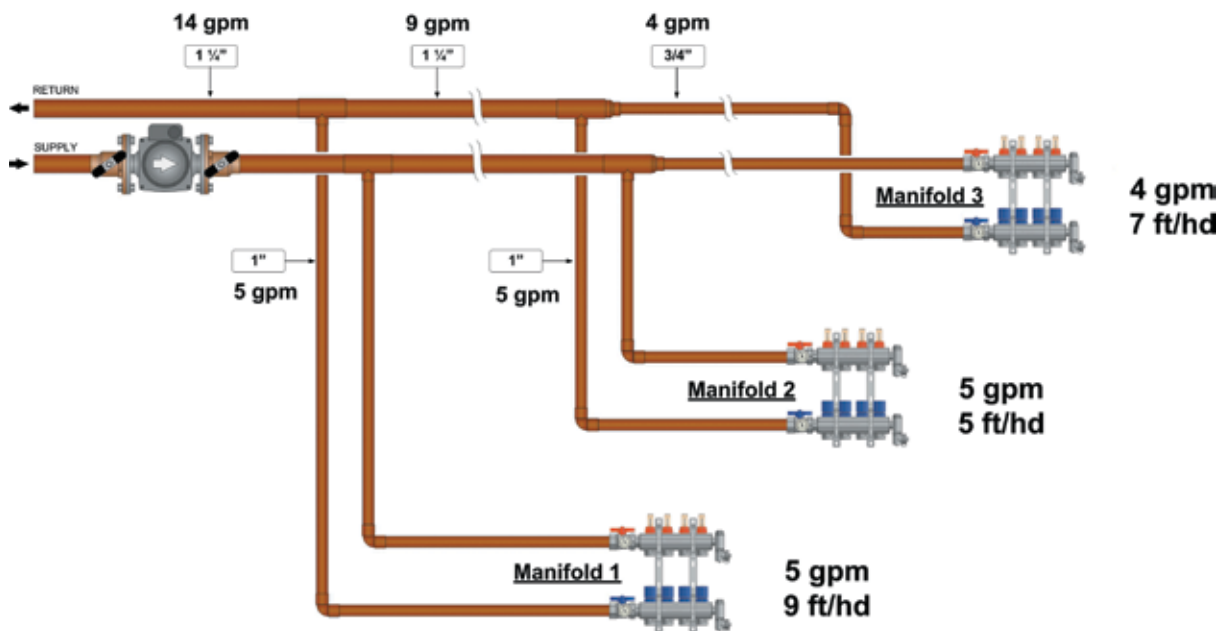 14 gpm
9 gpm
4 gpm
1 ¼”
1 ¼”
3/4”
RETURN
SUPPLY
Manifold 3
4 gpm
7 ft/hd
1”
5 gpm
1”
5 gpm
Manifold 2
5 gpm
5 ft/hd
Manifold 1
5 gpm
9 ft/hd